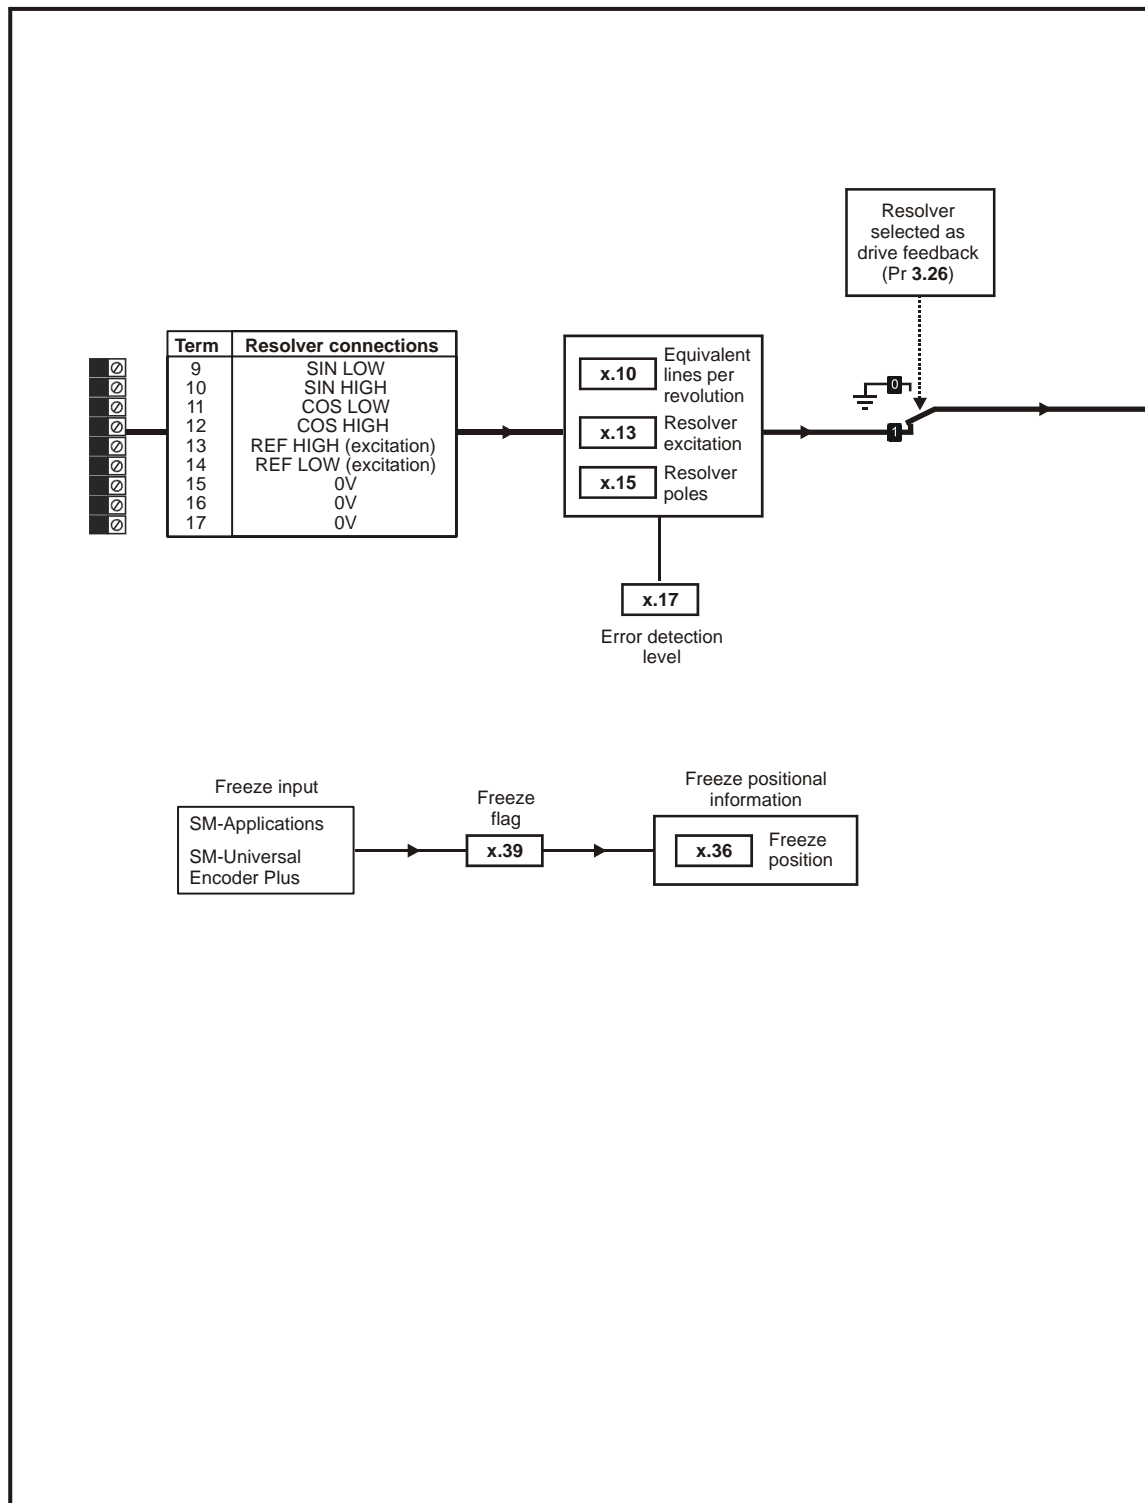 Resolver
selected as
drive feedback
(Pr 3.26)
Term Resolver connections
9 SIN LOW
10 SIN HIGH
11 COS LOW
12 COS HIGH
13 REF HIGH (excitation)
14 REF LOW (excitation)
15 0V
16 0V
17 0V
x.10 Equivalent
lines per
revolution
x.13 Resolver
excitation
x.15 Resolver
poles
0
1
x.17
Error detection
level
Freeze input
SM-Applications
SM-Universal
Encoder Plus
Freeze
flag
x.39
Freeze positional
information
x.36 Freeze
position